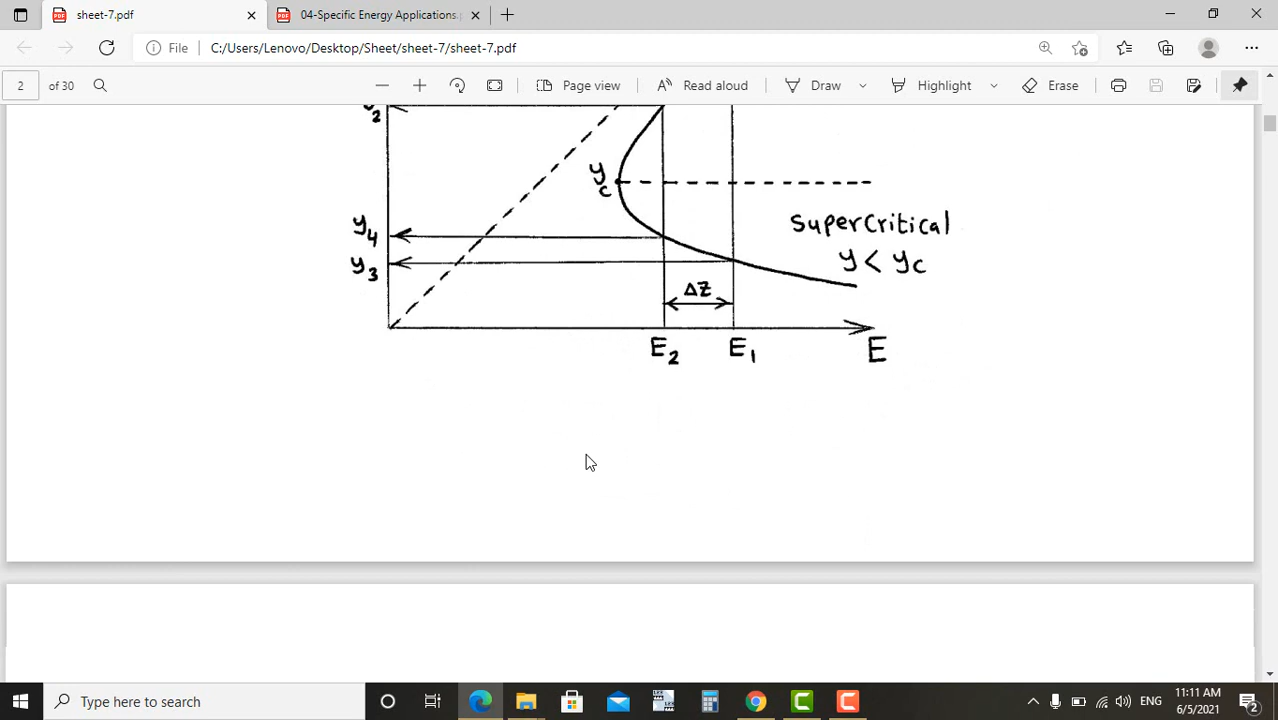 sheet-7.pdf
04-Specific Energy Applications.
File
C:/Users/Lenovo/Desktop/Sheet/sheet-7/sheet-7.pdf
2 of 30
Page view
Read aloud
Draw
Highlight
Erase
yc
Supercritical
y4
y < yc
y3
ΔZ
E2
E1
E
Type here to search
ENG
11:11 AM
6/5/2021
2